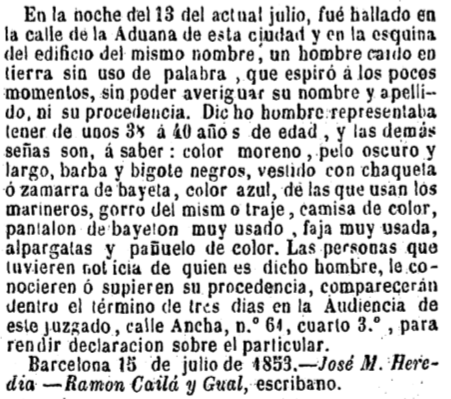 En la noche del 13 del actual julio, fué hallado en
la calle de la Aduana de esta ciudad y en la esquina
del edificio del mismo nombre, un hombre caido en
tierra sin uso de palabra, que espiró á los pocos
momentos, sin poder averiguar su nombre y apelli-
do, ni su procedencia. Dicho hombre representaba
tener de unos 38 á 40 años de edad, y las demás
señas son, á saber: color moreno, pelo oscuro y
largo, barba y bigote negros, vestido con chaqueta
ó zamarra de bayeta, color azul, de las que usan los
marineros, gorro del mismo traje, camisa de color,
pantalon de bayeton muy usado, faja muy usada,
alpargatas y pañuelo de color. Las personas que
tuvieren noticia de quien es dicho hombre, le co-
nocieren ó supieren su procedencia, comparecerán
dentro el término de tres dias en la Audiencia de
este juzgado, calle Ancha, n.° 61, cuarto 3.°, para
rendir declaracion sobre el particular.
Barcelona 15 de julio de 1853.—José M. Here-
dia —Ramon Cailá y Gual, escribano.